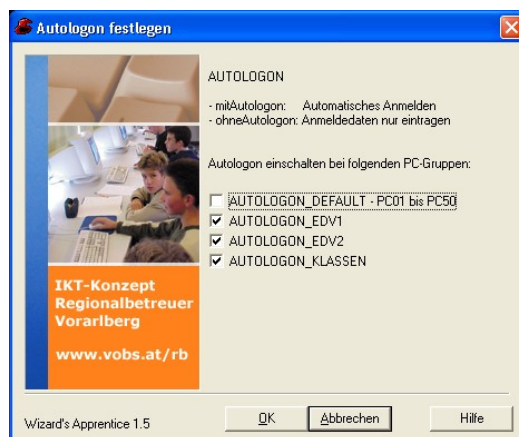 Autologon festlegen
AUTOLOGON
- mitAutologon: Automatisches Anmelden
- ohneAutologon: Anmeldedaten nur eintragen
Autologon einschalten bei folgenden PC-Gruppen:
AUTOLOGON_DEFAULT - PC01 bis PC50
AUTOLOGON_EDV1
AUTOLOGON_EDV2
AUTOLOGON_KLASSEN
IKT-Konzept
Regionalbetreuer
Vorarlberg
www.vobs.at/rb
Wizard's Apprentice 1.5
OK
Abbrechen
Hilfe